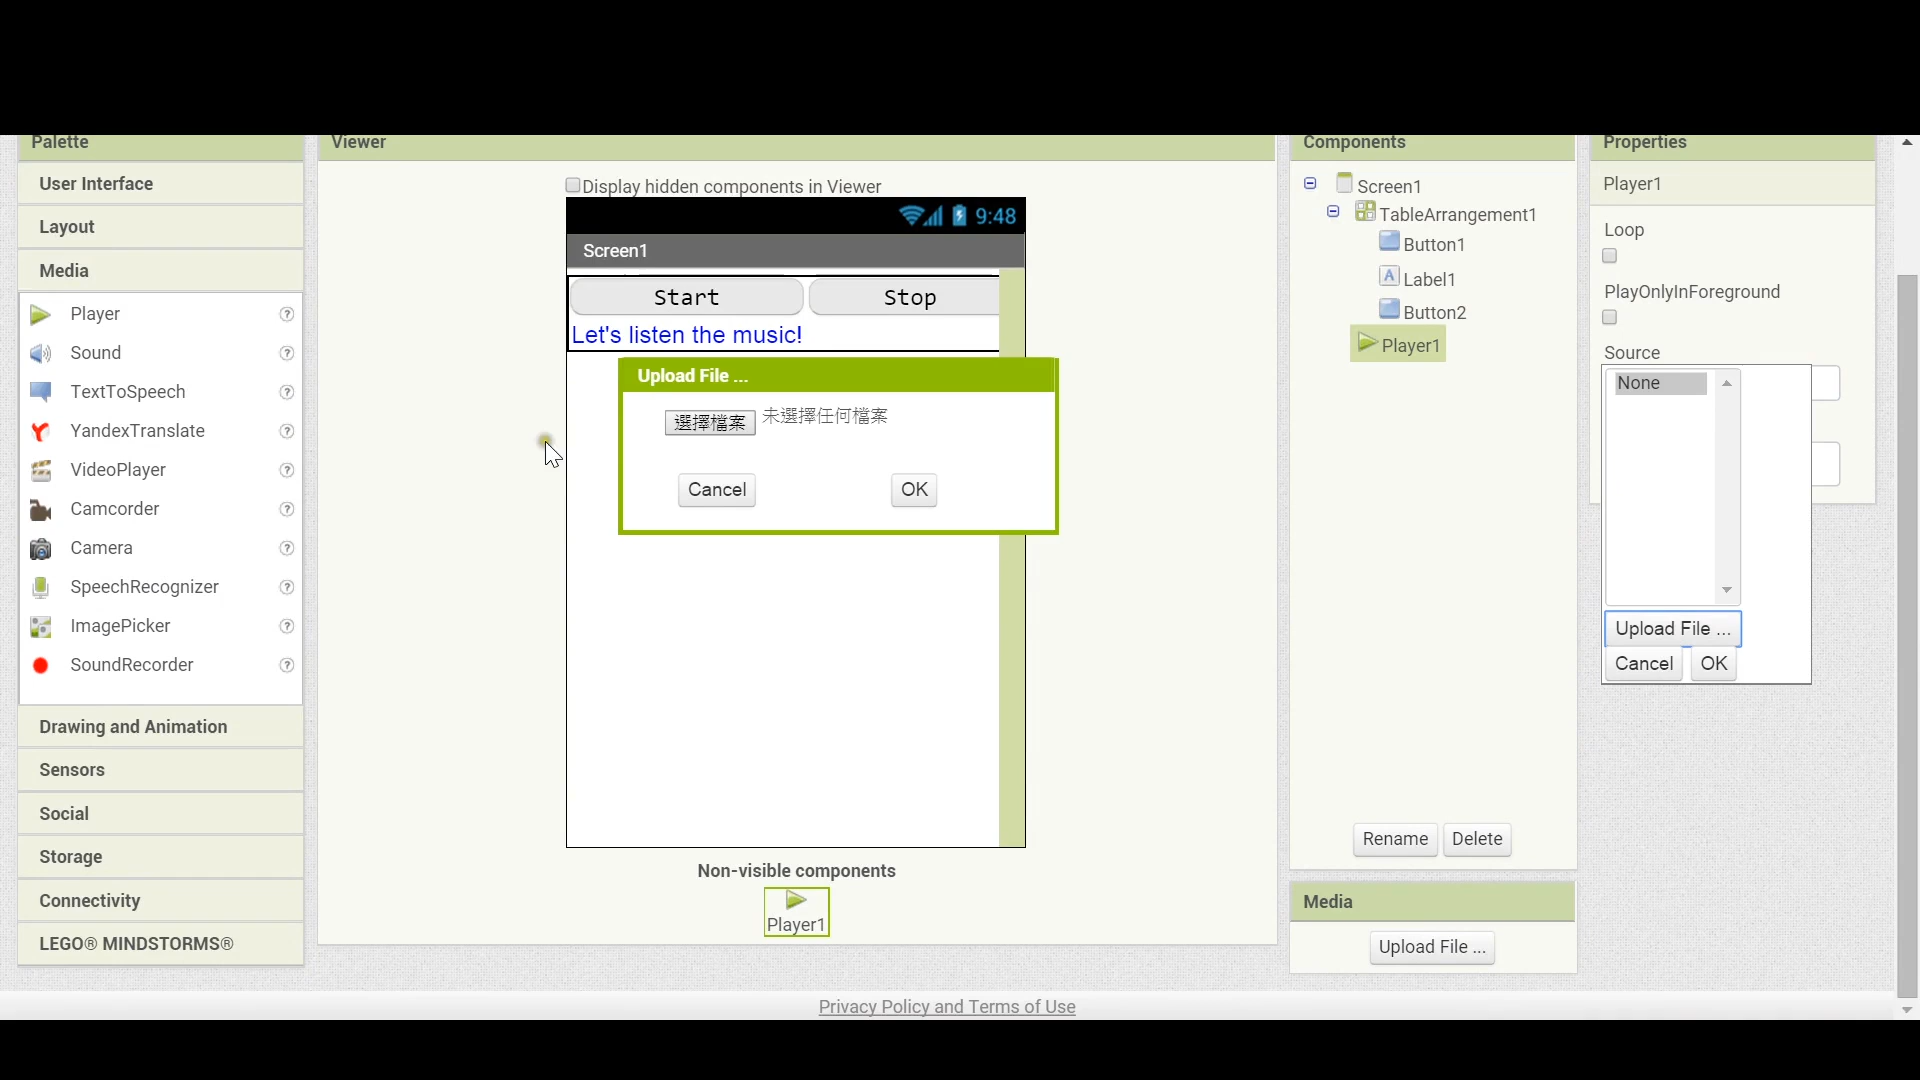 Palette
User Interface
Layout
Media
Player
Sound
TextToSpeech
YandexTranslate
VideoPlayer
Camcorder
Camera
SpeechRecognizer
ImagePicker
SoundRecorder
Drawing and Animation
Sensors
Social
Storage
Connectivity
LEGO® MINDSTORMS®
Viewer
Display hidden components in Viewer
9:48
Screen1
Start Stop
Let's listen the music!
Upload File ...
選擇檔案 未選擇任何檔案
Cancel OK
Non-visible components
Player1
Components
Screen1
TableArrangement1
Button1
A Label1
Button2
Player1
Rename Delete
Media
Upload File ...
Properties
Player1
Loop
PlayOnlyInForeground
Source
None
Upload File ...
Cancel OK
Privacy Policy and Terms of Use